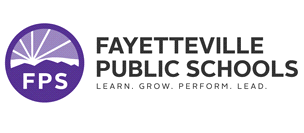 FPS
FAYETTEVILLE
PUBLIC SCHOOLS
LEARN. GROW. PERFORM. LEAD.